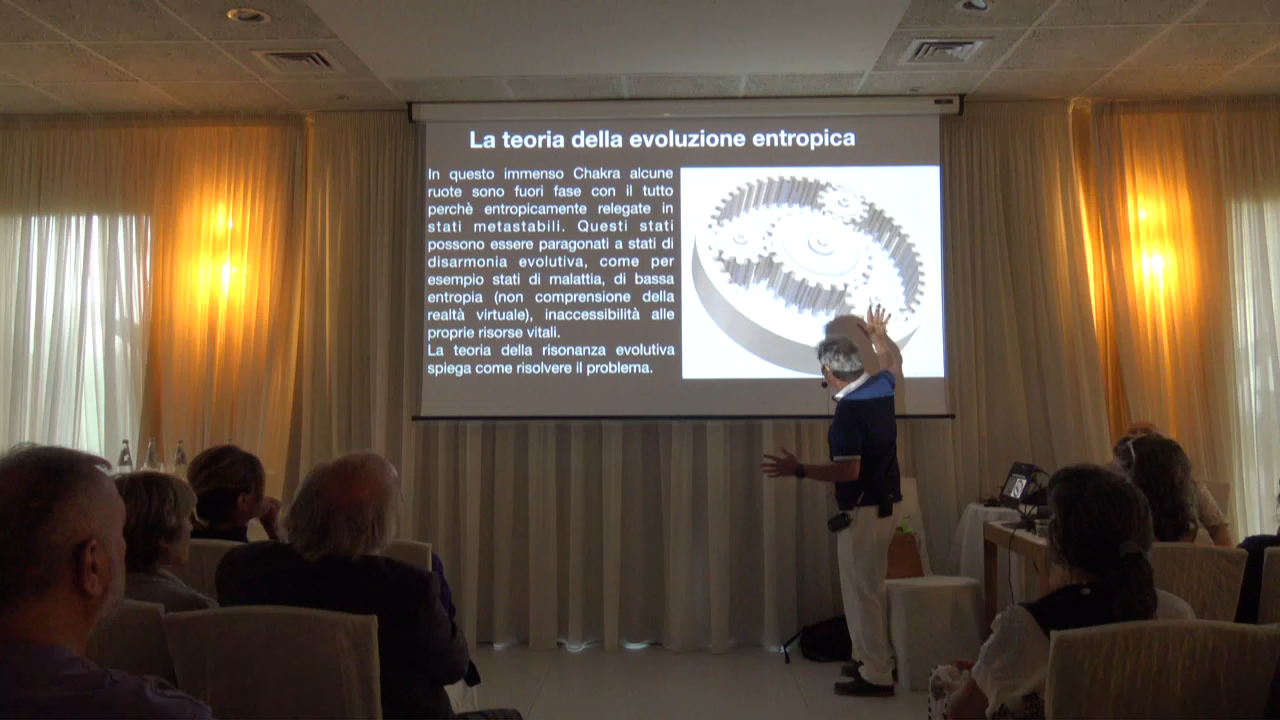 La teoria della evoluzione entropica
In questo immenso Chakra alcune
ruote sono fuori fase con il tutto
perchè entropicamente relegate in
stati metastabili. Questi stati
possono essere paragonati a stati di
disarmonia evolutiva, come per
esempio stati di malattia, di bassa
entropia (non comprensione della
realtà virtuale), inaccessibilità alle
proprie risorse vitali.
La teoria della risonanza evolutiva
spiega come risolvere il problema.